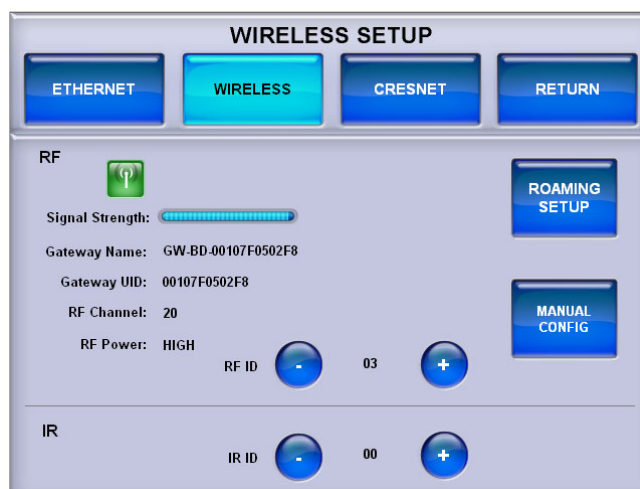 WIRELESS SETUP
ETHERNET
WIRELESS
CRESNET
RETURN
RF
Signal Strength:
Gateway Name: GW-BD-00107F0502F8
Gateway UID: 00107F0502F8
RF Channel: 20
RF Power: HIGH
RF ID - 03 +
ROAMING
SETUP
MANUAL
CONFIG
IR
IR ID - 00 +